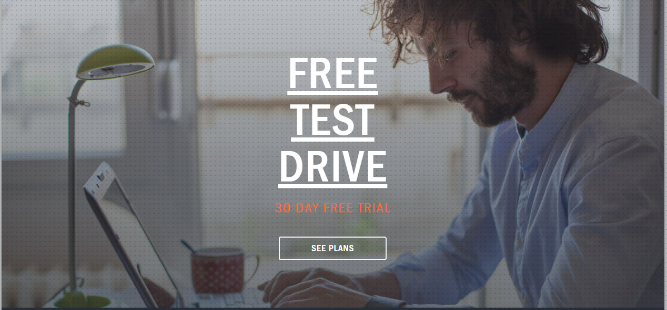 FREE
TEST
DRIVE
30 DAY FREE TRIAL
SEE PLANS